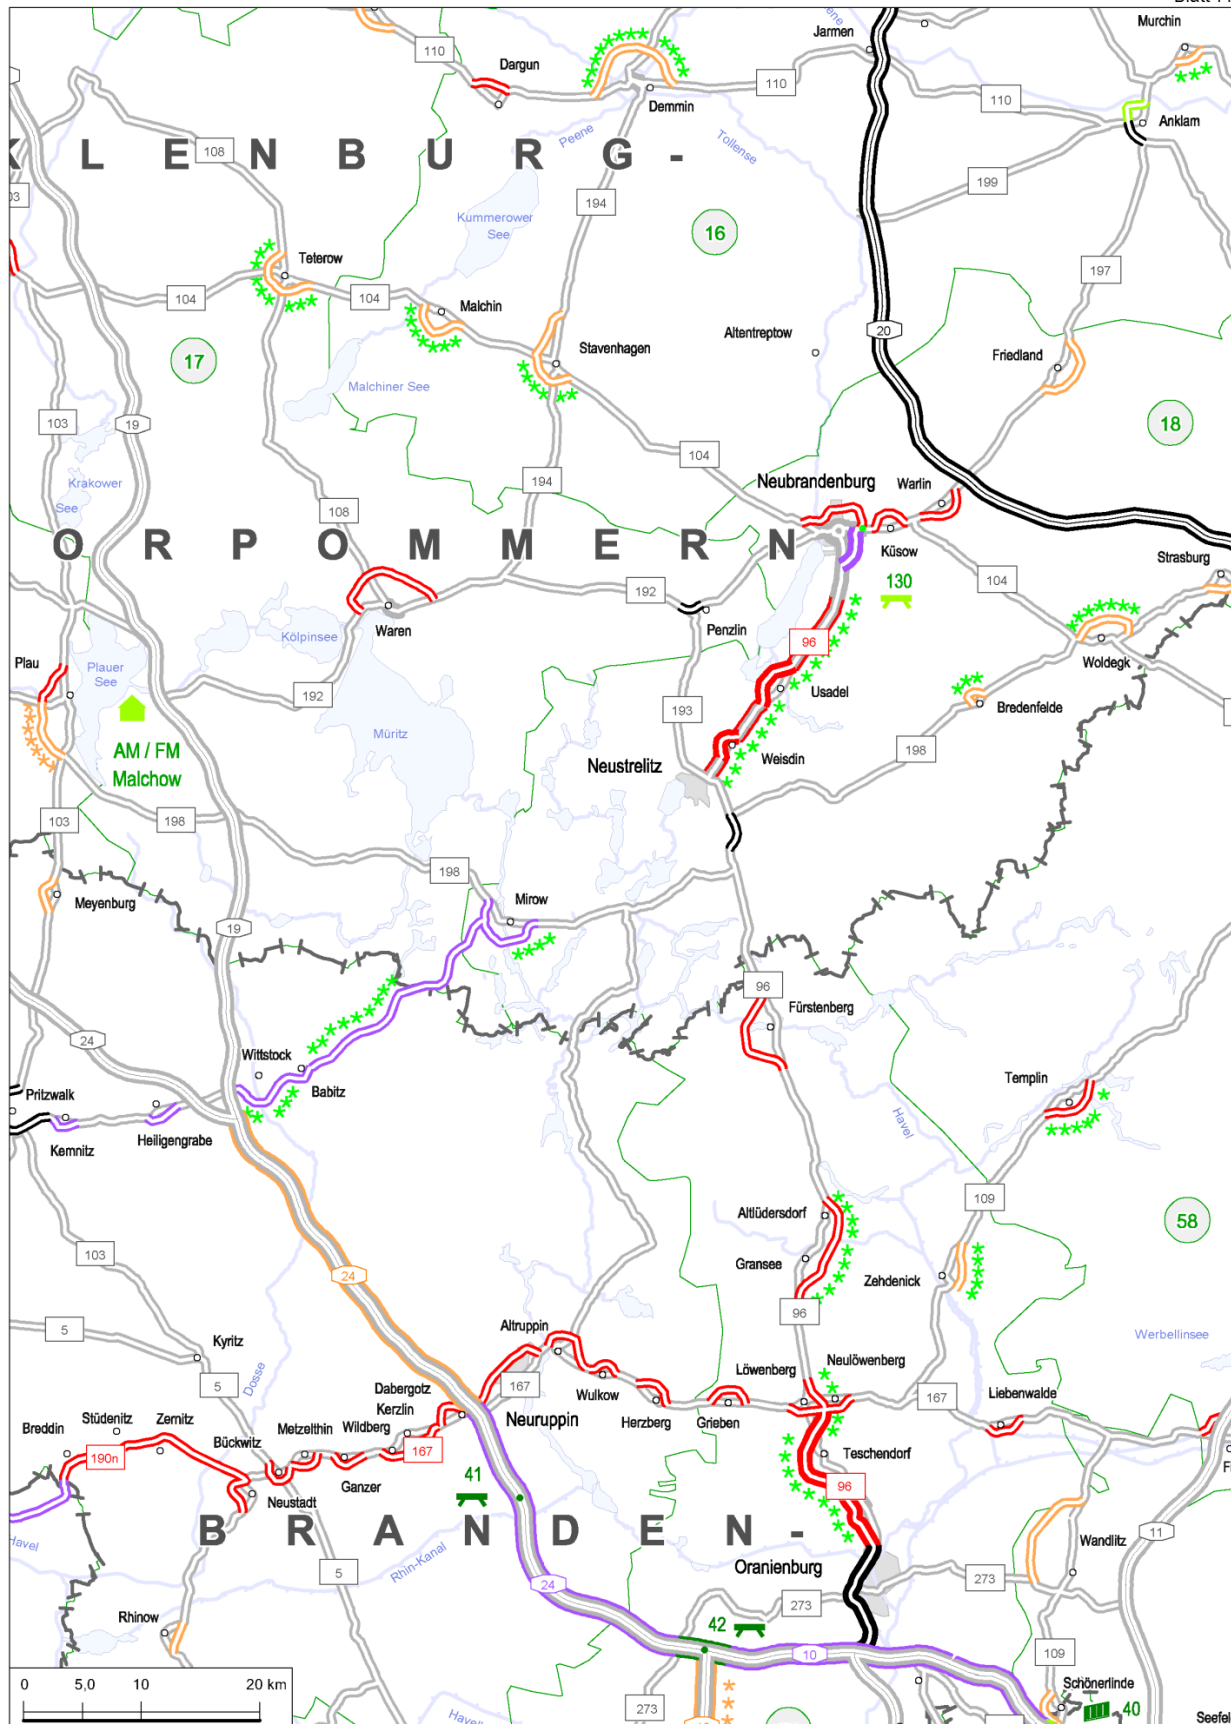 Jarmen
Murchin
110
Dargun
110
110
Demmin
Anklam
Peene
Tollense
KLENBURG-
108
199
103
194
Kummerower
See
16
197
Teterow
104
104
Malchin
20
Altentreptow
Stavenhagen
Friedland
17
Malchiner See
103
19
18
104
Krakower
See
194
Neubrandenburg
Warlin
108
ORPOMMERN
Küsow
Strasburg
130
104
192
Waren
Penzlin
Kölpinsee
96
Woldegk
Plau
Plauer
See
Usadel
192
193
Bredenfelde
Müritz
AM / FM
Malchow
Neustrelitz
Weisdin
198
103
198
198
Mirow
Meyenburg
19
96
Fürstenberg
24
Wittstock
Templin
Pritzwalk
Babitz
Havel
Kemnitz
Heiligengrabe
109
Altlüdersdorf
58
103
Gransee
Zehdenick
24
96
5
Altruppin
Werbellinsee
Kyritz
Löwenberg
Neulöwenberg
5
Dosse
Dabergotz
167
Wulkow
167
Liebenwalde
Kerzlin
Neuruppin
Herzberg
Grieben
Breddin
Stüdenitz
Zernitz
Metzelthin
Wildberg
Bückwitz
190n
167
Teschendorf
41
Ganzer
96
Neustadt
BRANDEN-
11
Havel
Wandlitz
Rhin-Kanal
Oranienburg
5
24
273
273
Rhinow
42
10
109
0
5,0
10
20 km
Schönerlinde
273
40